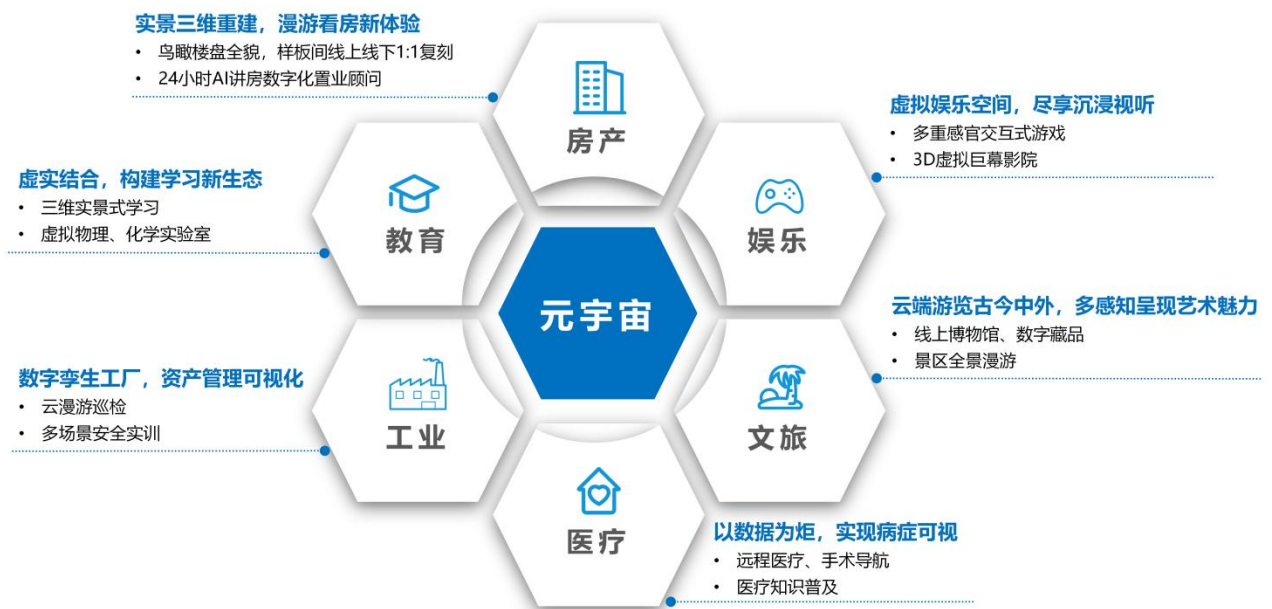 实景三维重建，漫游看房新体验
• 鸟瞰楼盘全貌，样板间线上线下1:1复刻
• 24小时AI讲房数字化置业顾问
房产
虚拟娱乐空间，尽享沉浸视听
• 多重感官交互式游戏
• 3D虚拟巨幕影院
娱乐
虚实结合，构建学习新生态
• 三维实景式学习
• 虚拟物理、化学实验室
教育
元宇宙
云端游览古今中外，多感知呈现艺术魅力
• 线上博物馆、数字藏品
• 景区全景漫游
文旅
数字孪生工厂，资产管理可视化
• 云漫游巡检
• 多场景安全实训
工业
医疗
以数据为炬，实现病症可视
• 远程医疗、手术导航
• 医疗知识普及